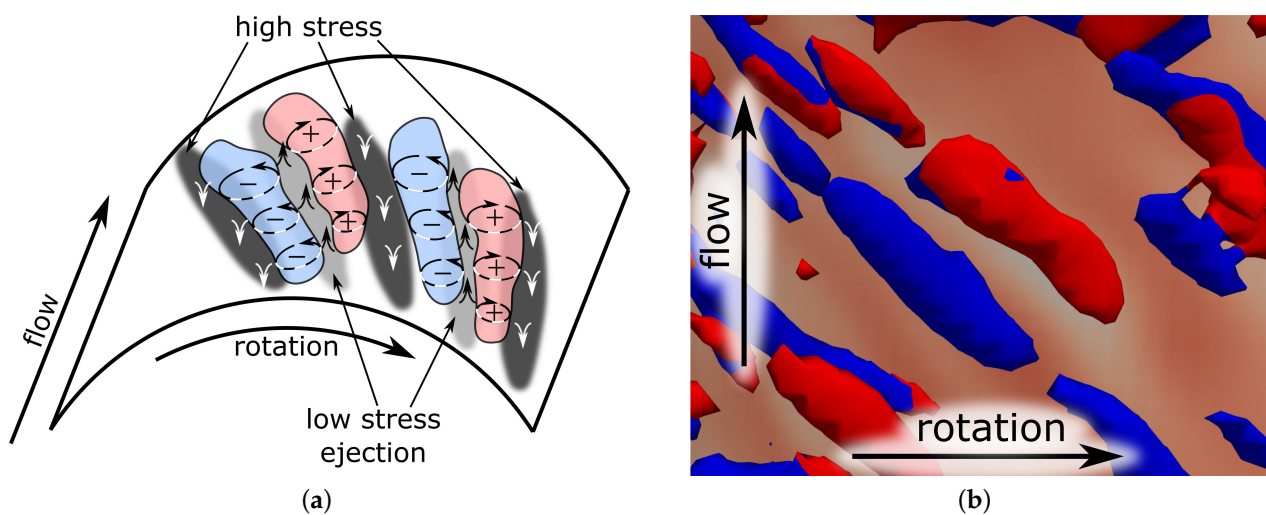 high stress
+
+
+
−
−
−
−
−
−
+
+
+
flow
rotation
low stress
ejection
(a)
flow
rotation
(b)